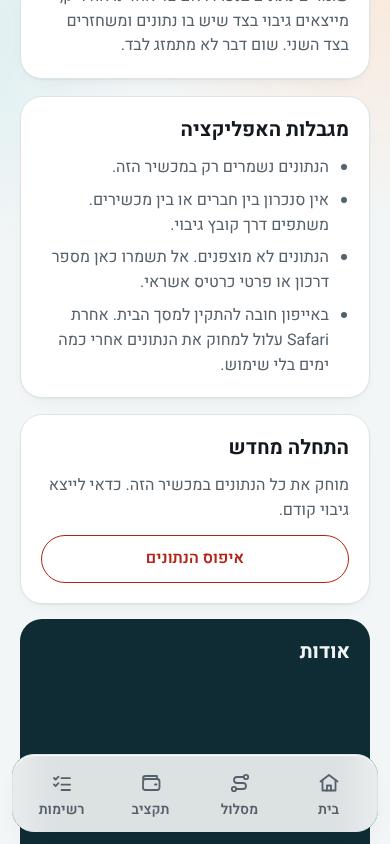 מייצאים גיבוי בצד שיש בו נתונים ומשחזרים
בצד השני. שום דבר לא מתמזג לבד.
מגבלות האפליקציה
הנתונים נשמרים רק במכשיר הזה.
אין סנכרון בין חברים או בין מכשירים.
משתפים דרך קובץ גיבוי.
הנתונים לא מוצפנים. אל תשמרו כאן מספר
דרכון או פרטי כרטיס אשראי.
באייפון חובה להתקין למסך הבית. אחרת
Safari עלול למחוק את הנתונים אחרי כמה
ימים בלי שימוש.
התחלה מחדש
מוחק את כל הנתונים במכשיר הזה. כדאי לייצא
גיבוי קודם.
איפוס הנתונים
אודות
בית
מסלול
תקציב
רשימות